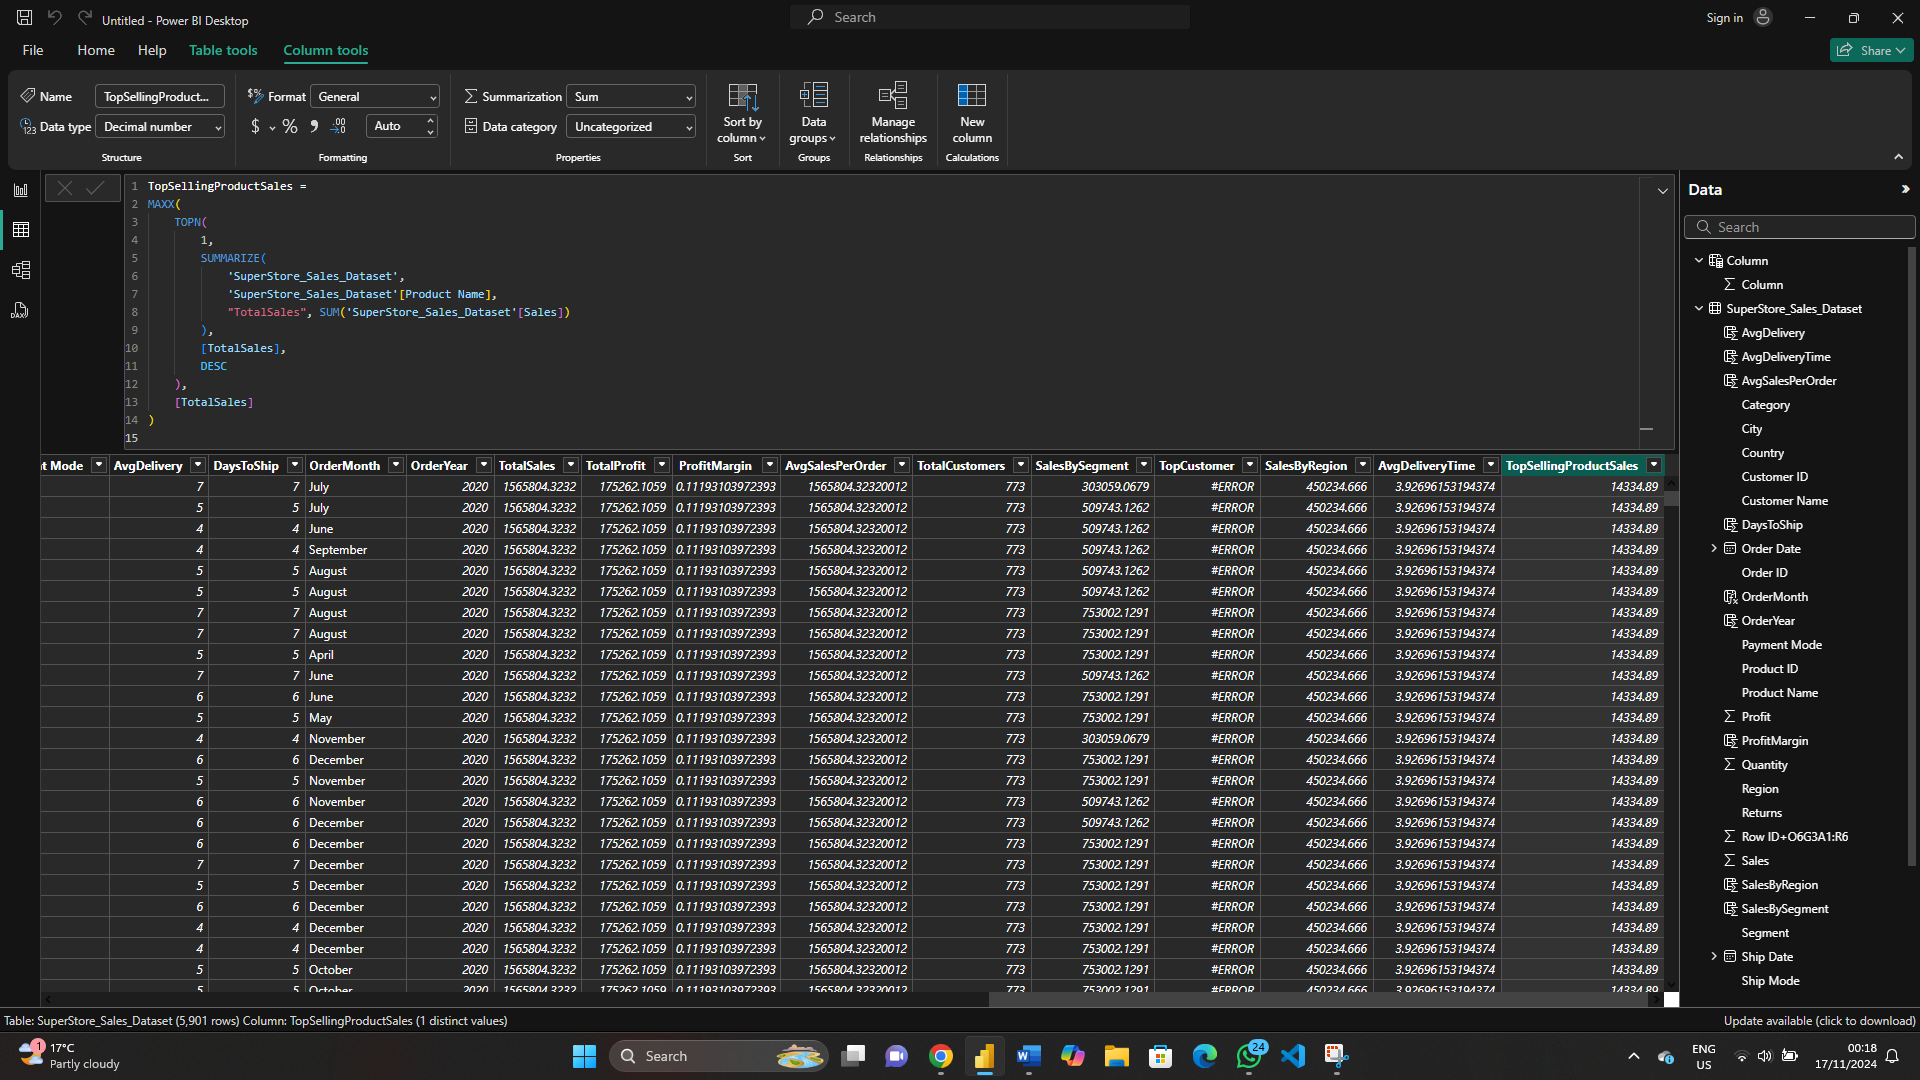 Untitled - Power BI Desktop
Search
Sign in
File Home Help Table tools Column tools
Share
Name TopSellingProduct...
Data type Decimal number
Structure
Format General
$ % 9 Auto
Formatting
Summarization Sum
Data category Uncategorized
Properties
Sort by column
Sort
Data groups
Groups
Manage relationships
Relationships
New column
Calculations
1 TopSellingProductSales =
2 MAXX(
3 TOPN(
4 1,
5 SUMMARIZE(
6 'SuperStore_Sales_Dataset',
7 'SuperStore_Sales_Dataset'[Product Name],
8 "TotalSales", SUM('SuperStore_Sales_Dataset'[Sales])
9 ),
10 [TotalSales],
11 DESC
12 ),
13 [TotalSales]
14 )
15
t Mode AvgDelivery DaysToShip OrderMonth OrderYear TotalSales TotalProfit ProfitMargin AvgSalesPerOrder TotalCustomers SalesBySegment TopCustomer SalesByRegion AvgDeliveryTime TopSellingProductSales
7 7 July 2020 1565804.3232 175262.1059 0.11193103972393 1565804.32320012 773 303059.0679 #ERROR 450234.666 3.92696153194374 14334.89
5 5 July 2020 1565804.3232 175262.1059 0.11193103972393 1565804.32320012 773 509743.1262 #ERROR 450234.666 3.92696153194374 14334.89
4 4 June 2020 1565804.3232 175262.1059 0.11193103972393 1565804.32320012 773 509743.1262 #ERROR 450234.666 3.92696153194374 14334.89
4 4 September 2020 1565804.3232 175262.1059 0.11193103972393 1565804.32320012 773 509743.1262 #ERROR 450234.666 3.92696153194374 14334.89
5 5 August 2020 1565804.3232 175262.1059 0.11193103972393 1565804.32320012 773 509743.1262 #ERROR 450234.666 3.92696153194374 14334.89
5 5 August 2020 1565804.3232 175262.1059 0.11193103972393 1565804.32320012 773 509743.1262 #ERROR 450234.666 3.92696153194374 14334.89
7 7 August 2020 1565804.3232 175262.1059 0.11193103972393 1565804.32320012 773 753002.1291 #ERROR 450234.666 3.92696153194374 14334.89
7 7 August 2020 1565804.3232 175262.1059 0.11193103972393 1565804.32320012 773 753002.1291 #ERROR 450234.666 3.92696153194374 14334.89
5 5 April 2020 1565804.3232 175262.1059 0.11193103972393 1565804.32320012 773 753002.1291 #ERROR 450234.666 3.92696153194374 14334.89
7 7 June 2020 1565804.3232 175262.1059 0.11193103972393 1565804.32320012 773 509743.1262 #ERROR 450234.666 3.92696153194374 14334.89
6 6 June 2020 1565804.3232 175262.1059 0.11193103972393 1565804.32320012 773 753002.1291 #ERROR 450234.666 3.92696153194374 14334.89
5 5 May 2020 1565804.3232 175262.1059 0.11193103972393 1565804.32320012 773 753002.1291 #ERROR 450234.666 3.92696153194374 14334.89
4 4 November 2020 1565804.3232 175262.1059 0.11193103972393 1565804.32320012 773 303059.0679 #ERROR 450234.666 3.92696153194374 14334.89
6 6 December 2020 1565804.3232 175262.1059 0.11193103972393 1565804.32320012 773 753002.1291 #ERROR 450234.666 3.92696153194374 14334.89
5 5 November 2020 1565804.3232 175262.1059 0.11193103972393 1565804.32320012 773 753002.1291 #ERROR 450234.666 3.92696153194374 14334.89
6 6 November 2020 1565804.3232 175262.1059 0.11193103972393 1565804.32320012 773 509743.1262 #ERROR 450234.666 3.92696153194374 14334.89
6 6 December 2020 1565804.3232 175262.1059 0.11193103972393 1565804.32320012 773 509743.1262 #ERROR 450234.666 3.92696153194374 14334.89
6 6 December 2020 1565804.3232 175262.1059 0.11193103972393 1565804.32320012 773 753002.1291 #ERROR 450234.666 3.92696153194374 14334.89
7 7 December 2020 1565804.3232 175262.1059 0.11193103972393 1565804.32320012 773 753002.1291 #ERROR 450234.666 3.92696153194374 14334.89
5 5 December 2020 1565804.3232 175262.1059 0.11193103972393 1565804.32320012 773 753002.1291 #ERROR 450234.666 3.92696153194374 14334.89
6 6 December 2020 1565804.3232 175262.1059 0.11193103972393 1565804.32320012 773 753002.1291 #ERROR 450234.666 3.92696153194374 14334.89
4 4 December 2020 1565804.3232 175262.1059 0.11193103972393 1565804.32320012 773 753002.1291 #ERROR 450234.666 3.92696153194374 14334.89
4 4 December 2020 1565804.3232 175262.1059 0.11193103972393 1565804.32320012 773 753002.1291 #ERROR 450234.666 3.92696153194374 14334.89
5 5 October 2020 1565804.3232 175262.1059 0.11193103972393 1565804.32320012 773 753002.1291 #ERROR 450234.666 3.92696153194374 14334.89
5 5 October 2020 1565804.3232 175262.1059 0.11193103972393 1565804.32320012 773 753002.1291 #ERROR 450234.666 3.92696153194374 14334.89
Data
Search
Column
Column
SuperStore_Sales_Dataset
AvgDelivery
AvgDeliveryTime
AvgSalesPerOrder
Category
City
Country
Customer ID
Customer Name
DaysToShip
Order Date
Order ID
OrderMonth
OrderYear
Payment Mode
Product ID
Product Name
Profit
ProfitMargin
Quantity
Region
Returns
Row ID+O6G3A1:R6
Sales
SalesByRegion
SalesBySegment
Segment
Ship Date
Ship Mode
Table: SuperStore_Sales_Dataset (5,901 rows) Column: TopSellingProductSales (1 distinct values)
Update available (click to download)
1
17°C
Partly cloudy
Search
24
ENG
US
00:18
17/11/2024